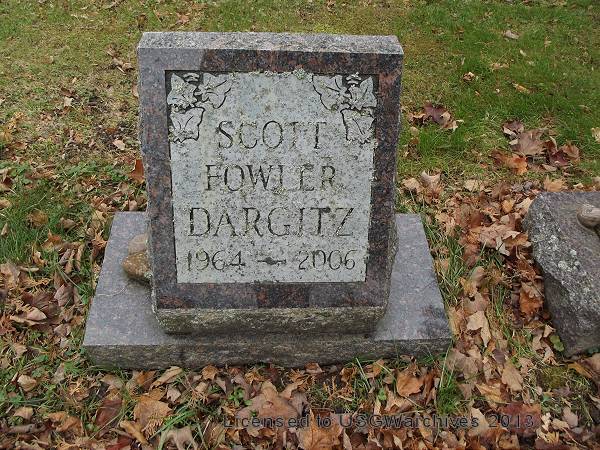 SCOTT
FOWLER
DARGITZ
1964 - 2006
Licensed to USGWarchives 2013